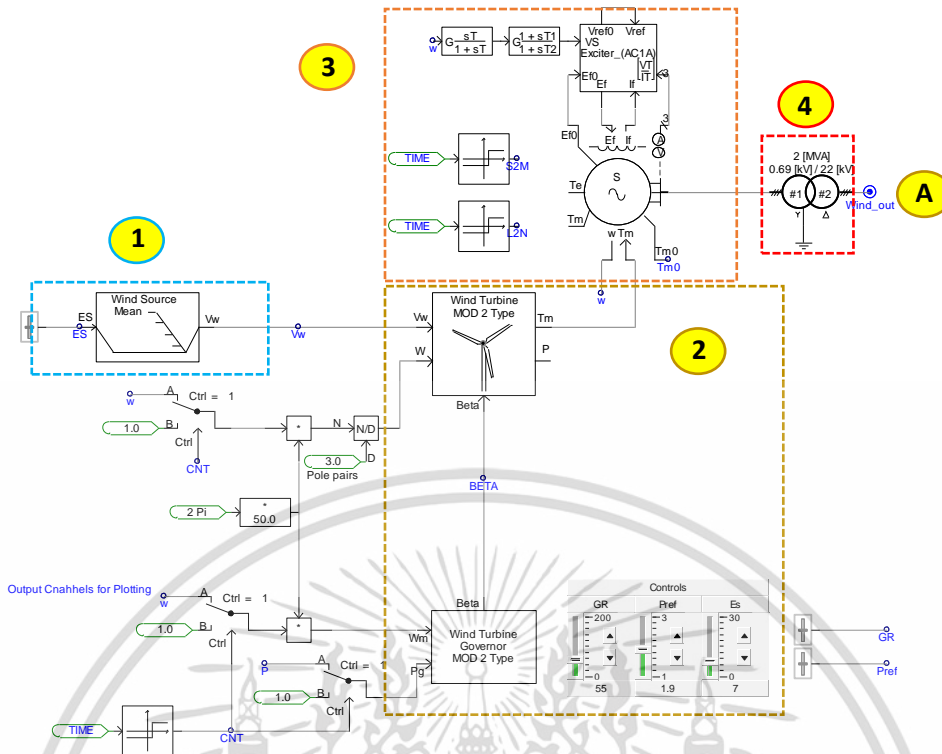 Vref0 Vref
VS
Exciter_(AC1A)
VT
IT
3
Ef0
Ef If
w
G sT
1 + sT
G 1 + sT1
1 + sT2
3
3
Ef0
Ef If
A
V
TIME
S2M
S
Te
Tm
TIME
L2N
w Tm
Tm0
Tm0
w
4
2 [MVA]
0.69 [kV] / 22 [kV]
#1 #2
Y Δ
Wind_out
A
1
ES
ES
Wind Source
Mean
Vw
Vw
2
Wind Turbine
MOD 2 Type
Vw
W
Beta
Tm
P
w
A
Ctrl = 1
1.0
B
Ctrl
CNT
*
N
N/D
D
3.0
Pole pairs
BETA
2 Pi
*
50.0
Output Cnahhels for Plotting
w
A
Ctrl = 1
1.0
B
Ctrl
*
P
A
Ctrl = 1
1.0
B
Ctrl
Beta
Wind Turbine
Governor
MOD 2 Type
Wm
Pg
Controls
GR Pref Es
200 3 30
0 1 0
55 1.9 7
GR
Pref
TIME
CNT